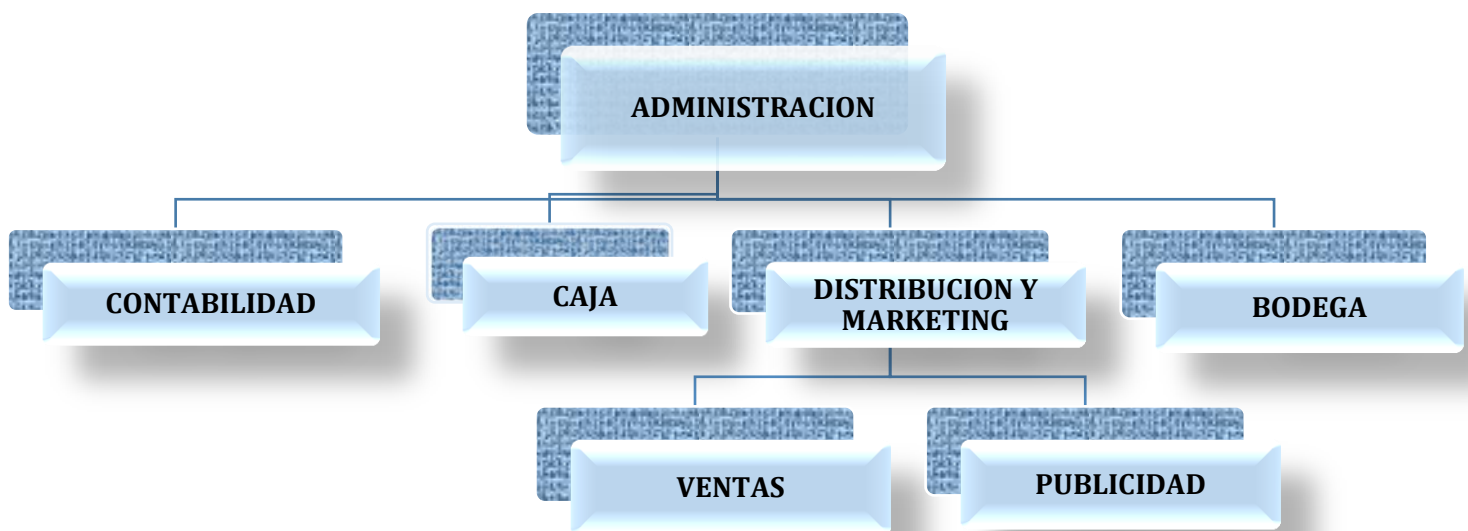 ADMINISTRACION
CONTABILIDAD
CAJA
DISTRIBUCION Y
MARKETING
BODEGA
VENTAS
PUBLICIDAD